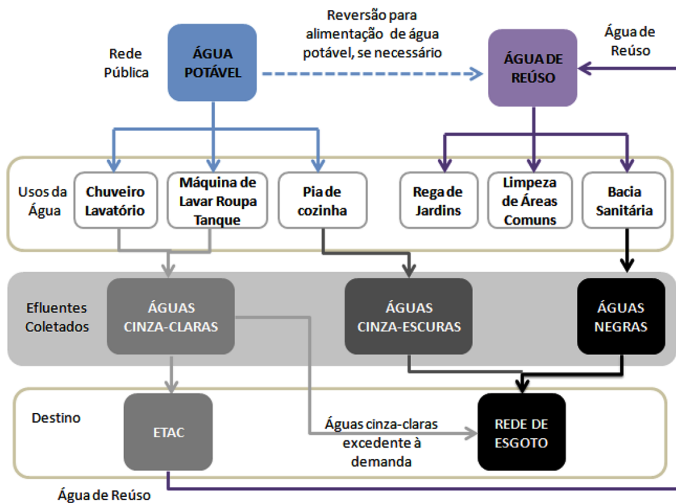 Rede
Pública
ÁGUA
POTÁVEL
Reversão para
alimentação de água
potável, se necessário
ÁGUA DE
REÚSO
Água de
Reúso
Usos da
Água
Chuveiro
Lavatório
Máquina de
Lavar Roupa
Tanque
Pia de
cozinha
Rega de
Jardins
Limpeza
de Áreas
Comuns
Bacia
Sanitária
Efluentes
Coletados
ÁGUAS
CINZA-CLARAS
ÁGUAS
CINZA-ESCURAS
ÁGUAS
NEGRAS
Destino
ETAC
Águas cinza-claras
excedente à
demanda
REDE DE
ESGOTO
Água de Reúso